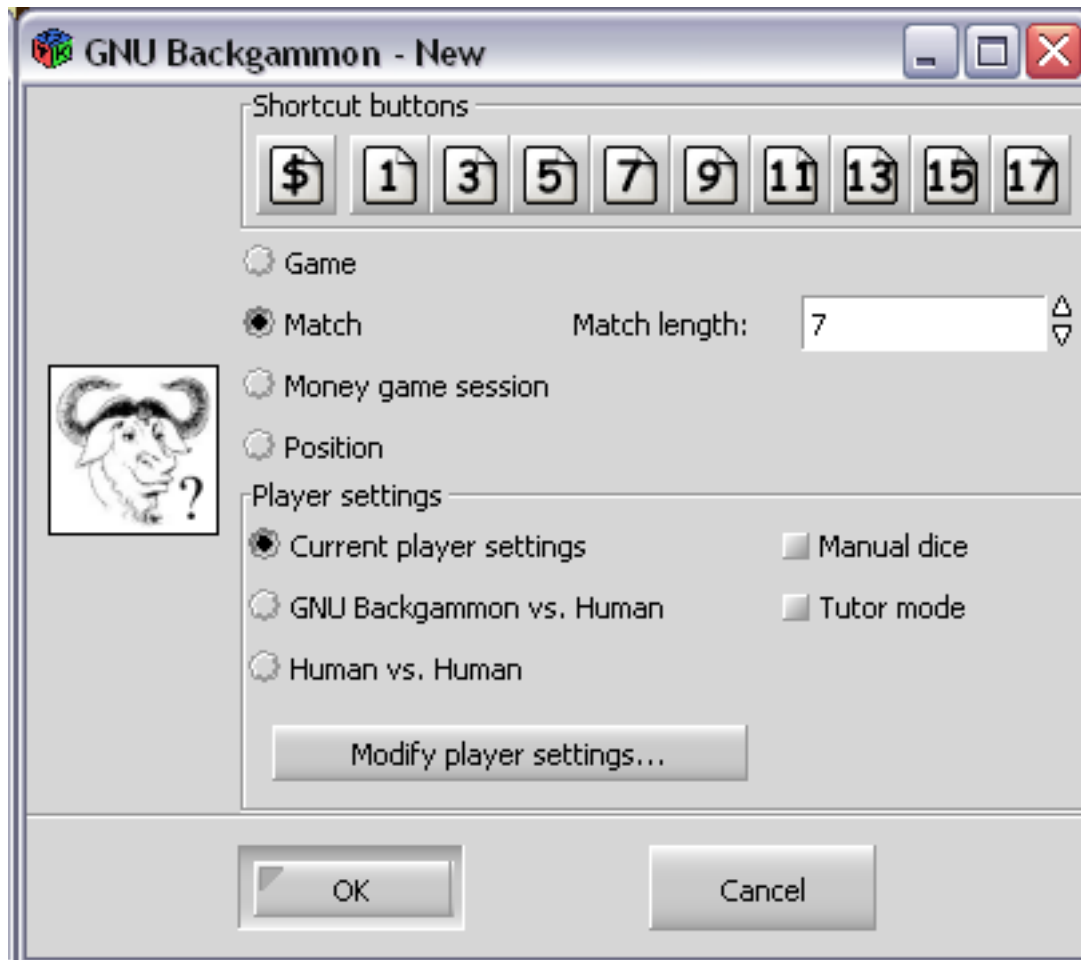 GNU Backgammon - New
Shortcut buttons
$ 1 3 5 7 9 11 13 15 17
Game
Match Match length: 7
Money game session
Position
?
Player settings
Current player settings Manual dice
GNU Backgammon vs. Human Tutor mode
Human vs. Human
Modify player settings...
OK Cancel